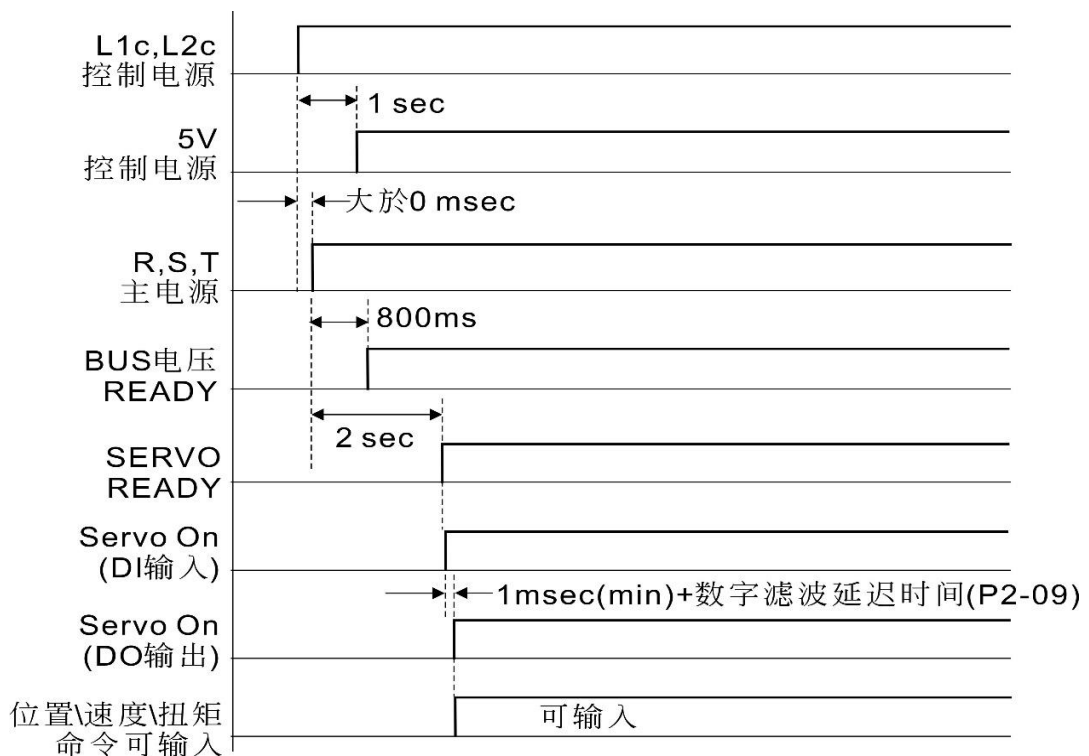 L1c,L2c
控制电源
1 sec
5V
控制电源
大於0 msec
R,S,T
主电源
800ms
BUS电压
READY
2 sec
SERVO
READY
Servo On
(DI输入)
1msec(min)+数字滤波延迟时间(P2-09)
Servo On
(DO输出)
位置\速度\扭矩
命令可输入
可输入